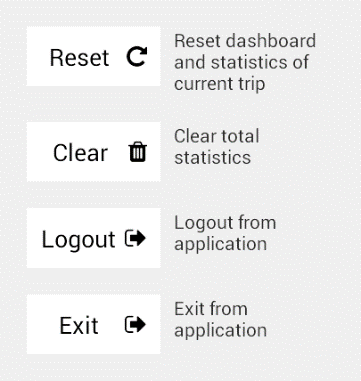 Reset
Reset dashboard
and statistics of
current trip
Clear
Clear total
statistics
Logout
Logout from
application
Exit
Exit from
application